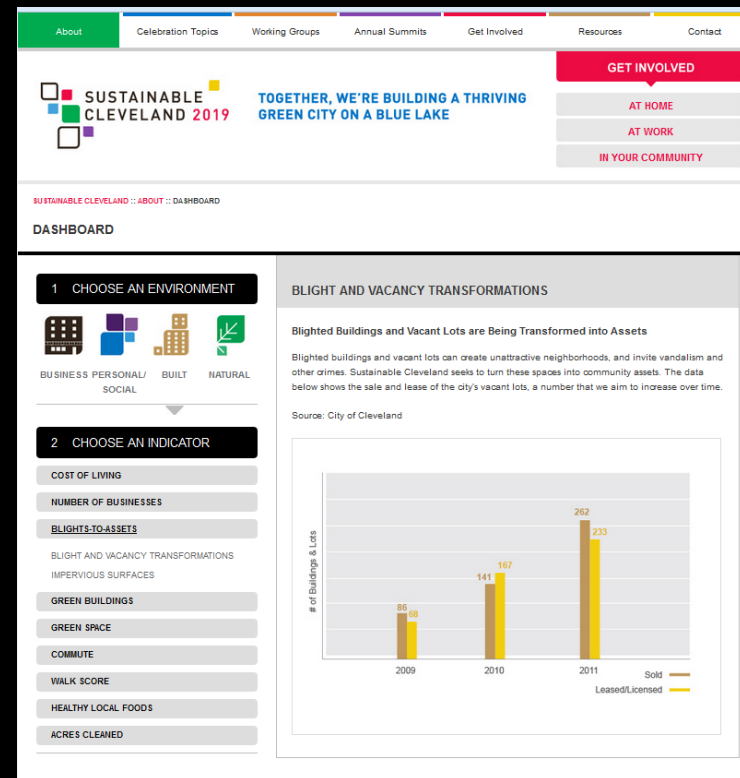 About Celebration Topics Working Groups Annual Summits Get Involved Resources Contact
GET INVOLVED
SUSTAINABLE
CLEVELAND 2019
TOGETHER, WE'RE BUILDING A THRIVING
GREEN CITY ON A BLUE LAKE
AT HOME
AT WORK
IN YOUR COMMUNITY
SUSTAINABLE CLEVELAND :: ABOUT :: DASHBOARD
DASHBOARD
1 CHOOSE AN ENVIRONMENT
BUSINESS PERSONAL/ BUILT NATURAL
SOCIAL
2 CHOOSE AN INDICATOR
COST OF LIVING
NUMBER OF BUSINESSES
BLIGHTS-TO-ASSETS
BLIGHT AND VACANCY TRANSFORMATIONS
IMPERVIOUS SURFACES
GREEN BUILDINGS
GREEN SPACE
COMMUTE
WALK SCORE
HEALTHY LOCAL FOODS
ACRES CLEANED
BLIGHT AND VACANCY TRANSFORMATIONS
Blighted Buildings and Vacant Lots are Being Transformed into Assets
Blighted buildings and vacant lots can create unattractive neighborhoods, and invite vandalism and
other crimes. Sustainable Cleveland seeks to turn these spaces into community assets. The data
below shows the sale and lease of the city's vacant lots, a number that we aim to increase over time.
Source: City of Cleveland
# of Buildings & Lots
86 68
141 167
262 233
2009 2010 2011
Sold
Leased/Licensed